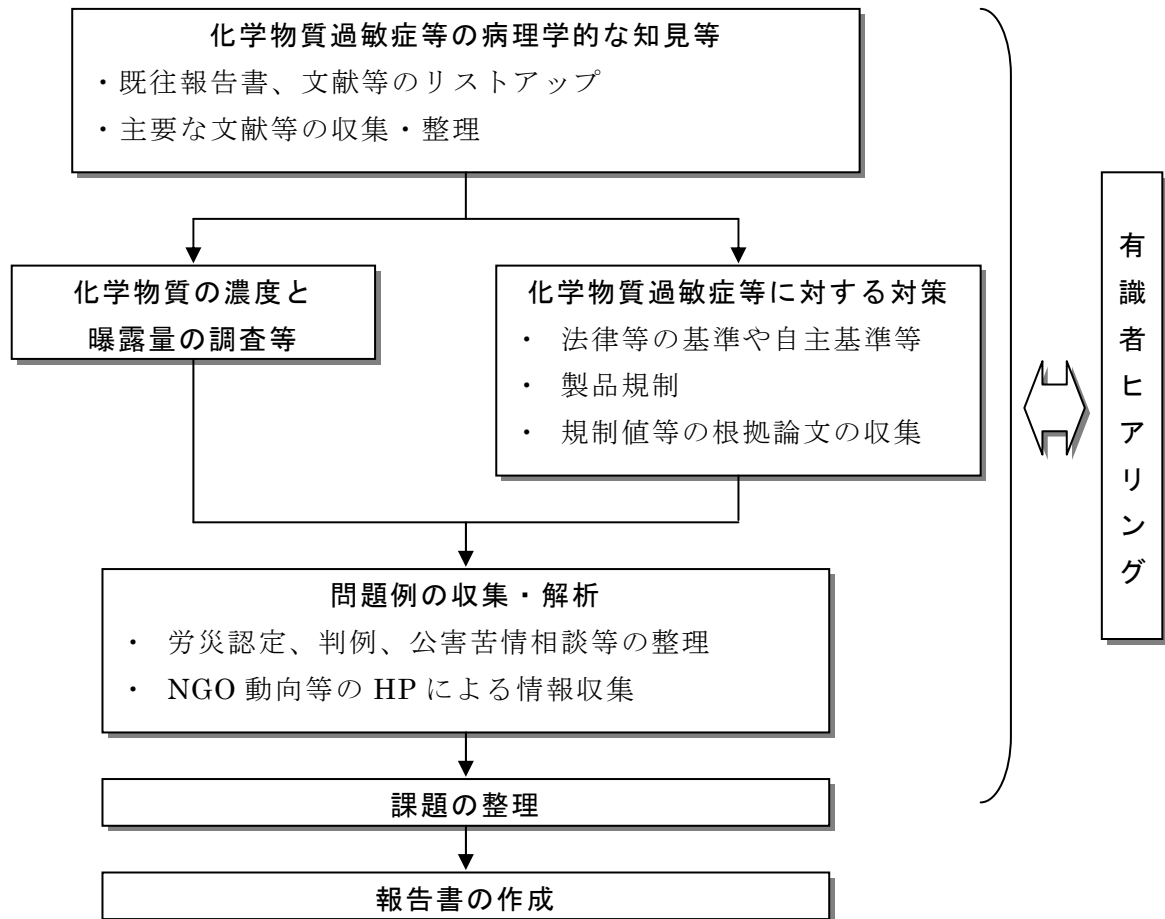 化学物質過敏症等の病理学的な知見等
・既往報告書、文献等のリストアップ
・主要な文献等の収集・整理
化学物質の濃度と
曝露量の調査等
化学物質過敏症等に対する対策
・ 法律等の基準や自主基準等
・ 製品規制
・ 規制値等の根拠論文の収集
問題例の収集・解析
・ 労災認定、判例、公害苦情相談等の整理
・ NGO 動向等の HP による情報収集
課題の整理
報告書の作成
有識者ヒアリング